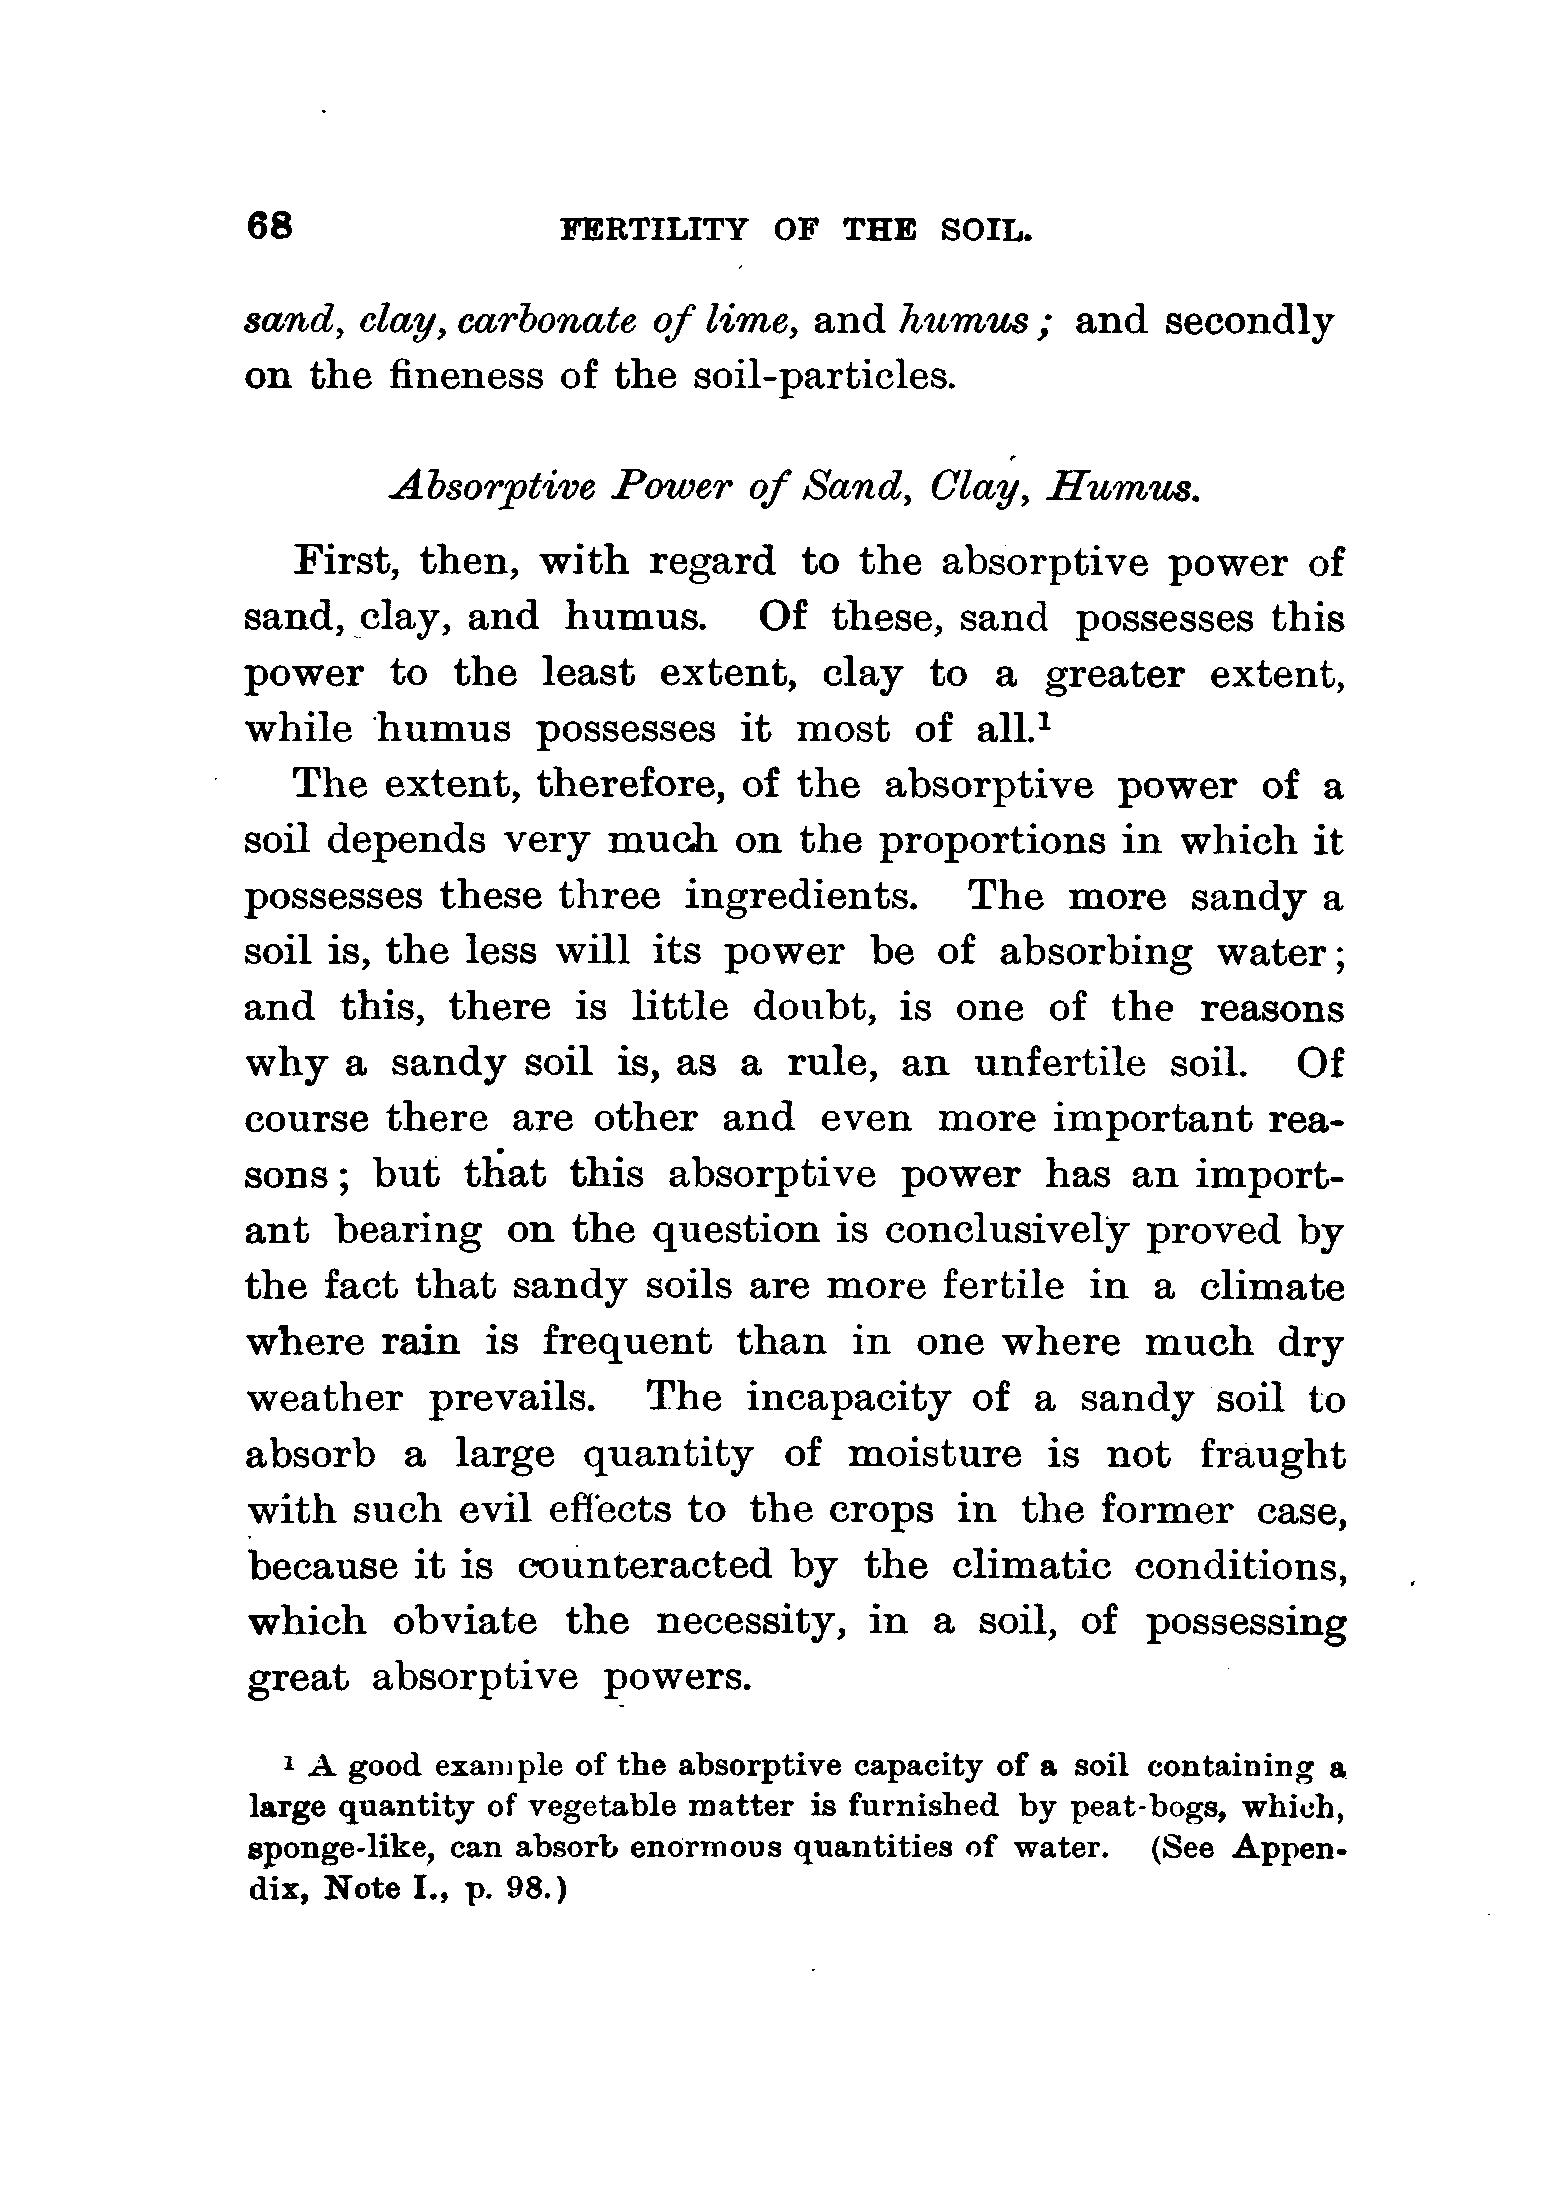 68 FERTILITY OF THE SOIL.
sand, clay, carbonate of lime, and humus; and secondly
on the fineness of the soil-particles.
Absorptive Power of Sand, Clay, Humus.
First, then, with regard to the absorptive power of
sand, clay, and humus. Of these, sand possesses this
power to the least extent, clay to a greater extent,
while humus possesses it most of all.¹
The extent, therefore, of the absorptive power of a
soil depends very much on the proportions in which it
possesses these three ingredients. The more sandy a
soil is, the less will its power be of absorbing water;
and this, there is little doubt, is one of the reasons
why a sandy soil is, as a rule, an unfertile soil. Of
course there are other and even more important rea-
sons; but that this absorptive power has an import-
ant bearing on the question is conclusively proved by
the fact that sandy soils are more fertile in a climate
where rain is frequent than in one where much dry
weather prevails. The incapacity of a sandy soil to
absorb a large quantity of moisture is not fraught
with such evil effects to the crops in the former case,
because it is counteracted by the climatic conditions,
which obviate the necessity, in a soil, of possessing
great absorptive powers.
¹ A good example of the absorptive capacity of a soil containing a
large quantity of vegetable matter is furnished by peat-bogs, which,
sponge-like, can absorb enormous quantities of water. (See Appen-
dix, Note I., p. 98.)